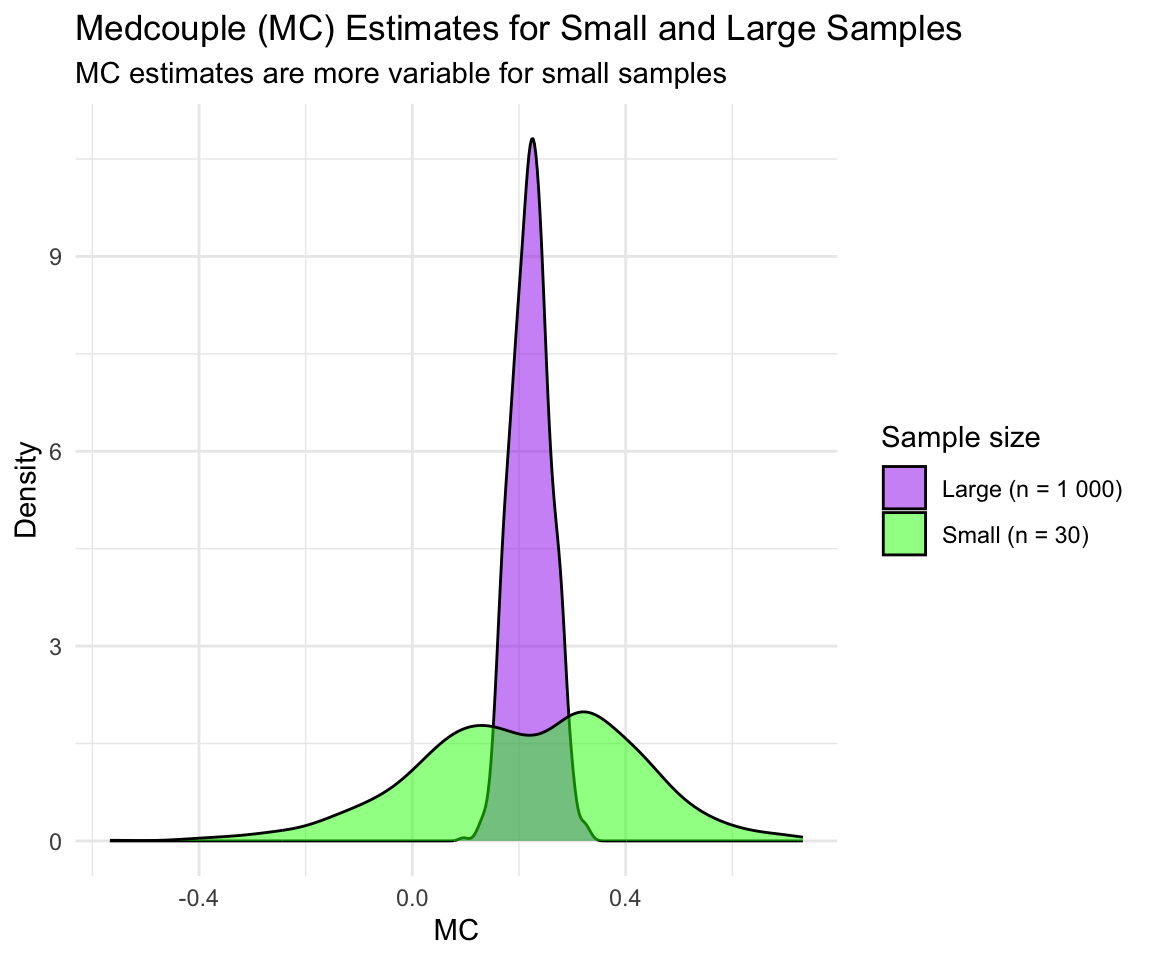 Medcouple (MC) Estimates for Small and Large Samples
MC estimates are more variable for small samples
9
6
3
0
Density
-0.4
0.0
0.4
MC
Sample size
Large (n = 1 000)
Small (n = 30)